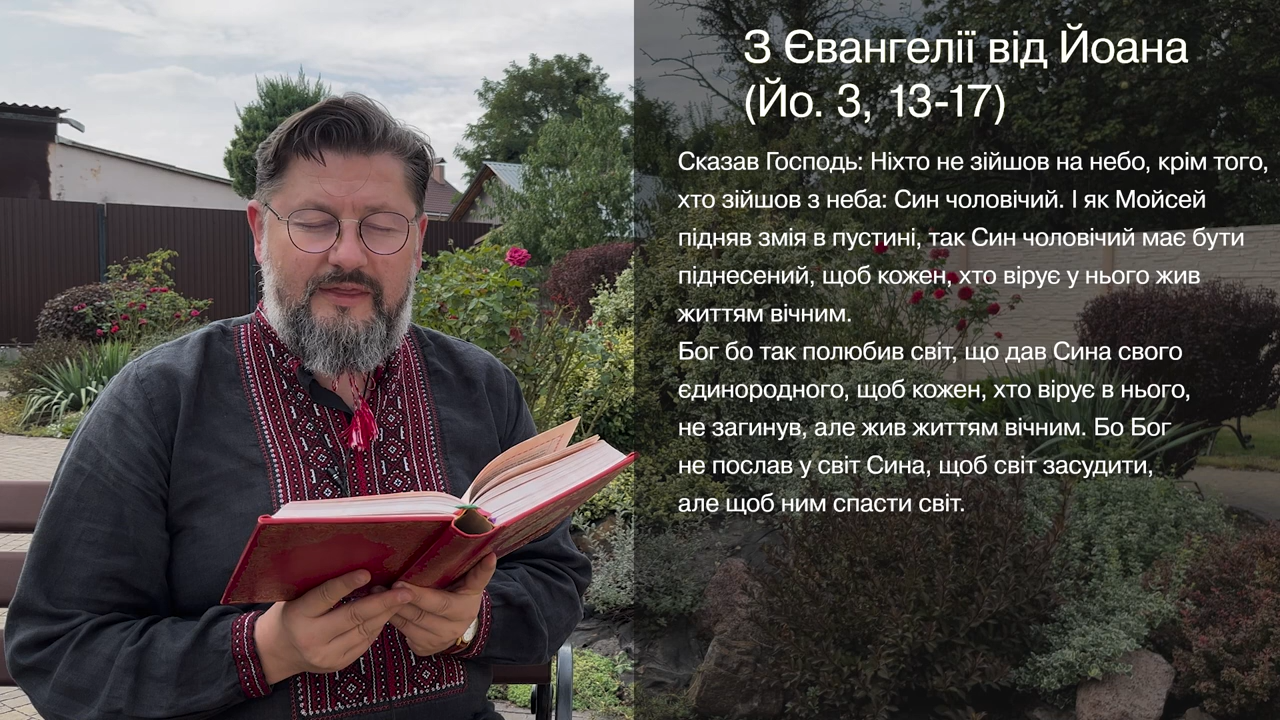 З Євангелії від Йоана
(Йо. 3, 13-17)
Сказав Господь: Ніхто не зійшов на небо, крім того,
хто зійшов з неба: Син чоловічий. І як Мойсей
підняв змія в пустині, так Син чоловічий має бути
піднесений, щоб кожен, хто вірує у нього жив
життям вічним.
Бог бо так полюбив світ, що дав Сина свого
єдинородного, щоб кожен, хто вірує в нього,
не загинув, але жив життям вічним. Бо Бог
не послав у світ Сина, щоб світ засудити,
але щоб ним спасти світ.